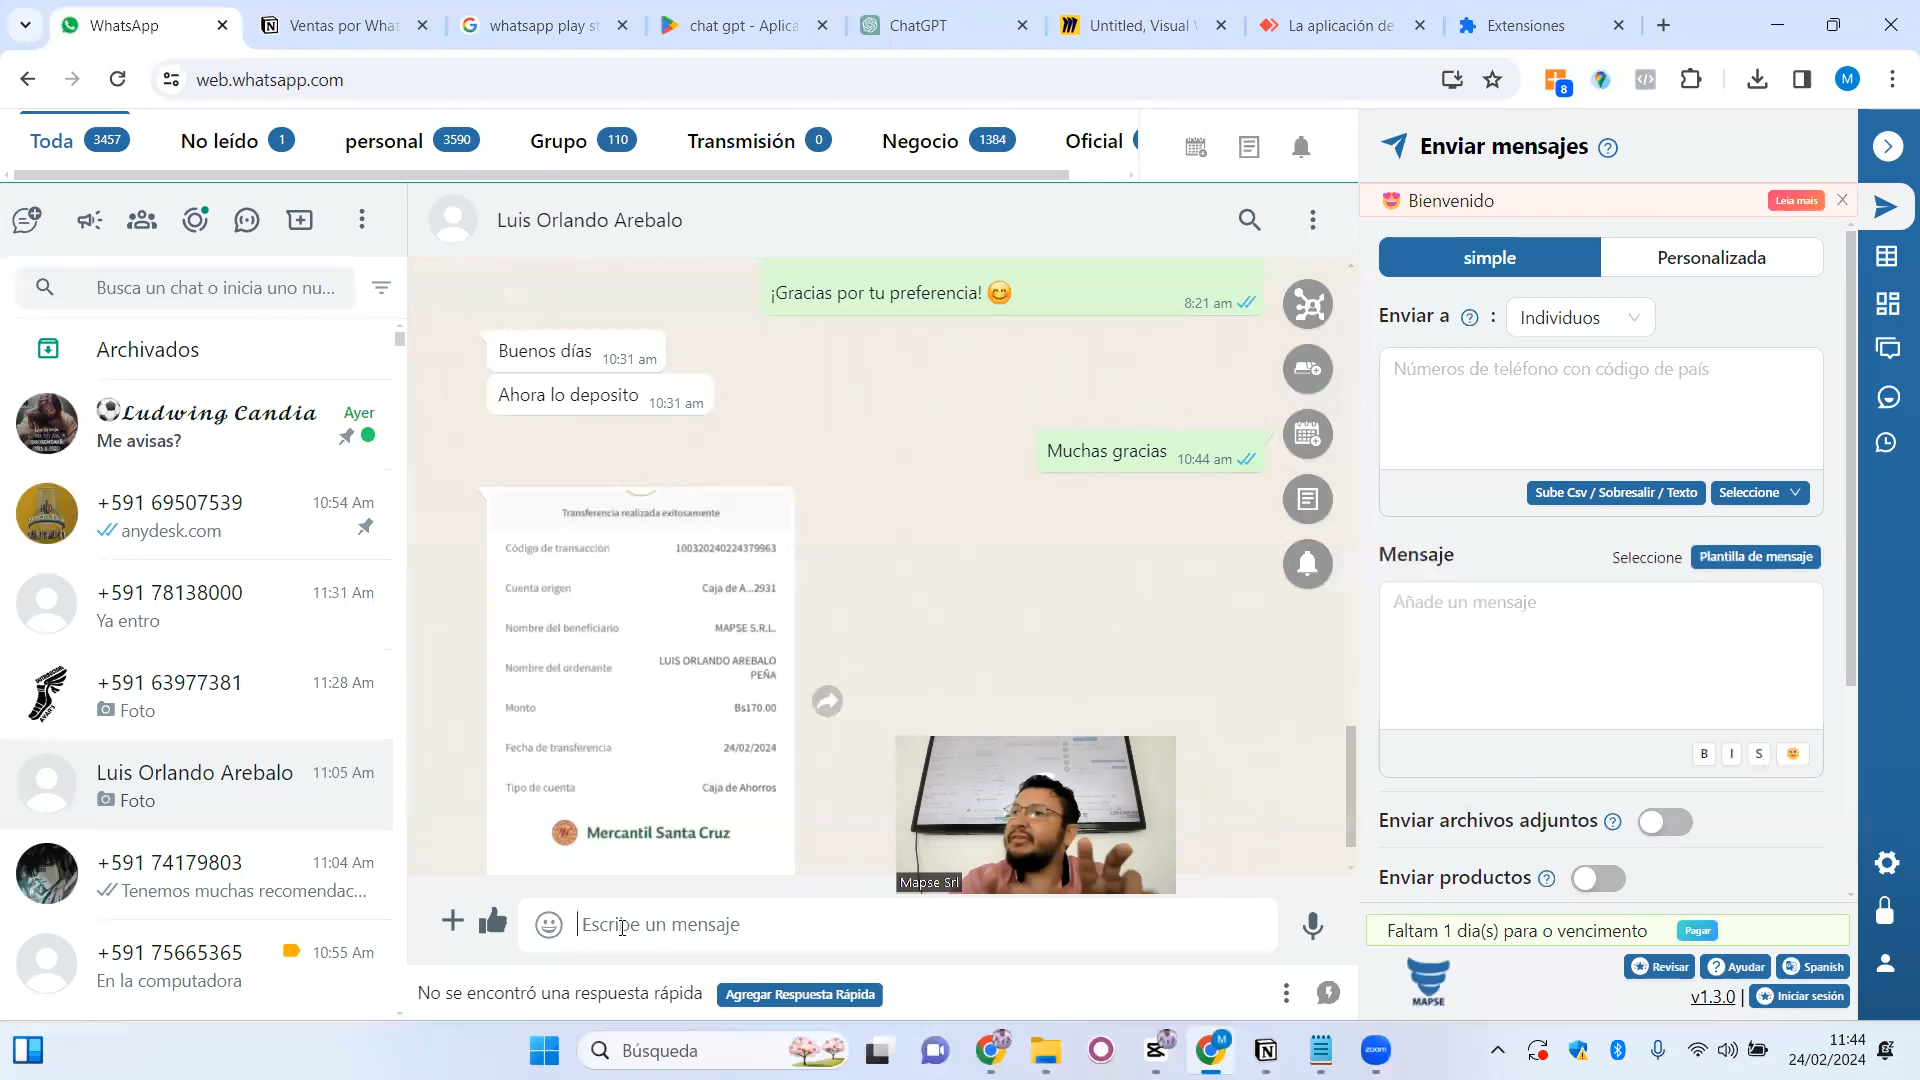 WhatsApp
Ventas por What
whatsapp play st
chat gpt - Aplica
ChatGPT
Untitled, Visual
La aplicación de
Extensiones
web.whatsapp.com
8
M
Toda 3457
No leído 1
personal 3590
Grupo 110
Transmisión 0
Negocio 1384
Oficial
Enviar mensajes
Bienvenido
Leia mais
Luis Orlando Arebalo
Busca un chat o inicia uno nu...
Archivados
Ludwing Candia
Ayer
Me avisas?
+591 69507539
10:54 Am
anydesk.com
+591 78138000
11:31 Am
Ya entro
+591 63977381
11:28 Am
Foto
Luis Orlando Arebalo
11:05 Am
Foto
+591 74179803
11:04 Am
Tenemos muchas recomendac...
+591 75665365
10:55 Am
En la computadora
¡Gracias por tu preferencia!
8:21 am
Buenos días 10:31 am
Ahora lo deposito 10:31 am
Muchas gracias 10:44 am
Transferencia realizada exitosamente
Código de transacción 100320240224379963
Cuenta origen Caja de A...2931
Nombre del beneficiario MAPSE S.R.L.
Nombre del ordenante LUIS ORLANDO AREBALO
PEÑA
Monto Bs170.00
Fecha de transferencia 24/02/2024
Tipo de cuenta Caja de Ahorros
Mercantil Santa Cruz
Mapse Srl
Escribe un mensaje
No se encontró una respuesta rápida
Agregar Respuesta Rápida
simple
Personalizada
Enviar a ? :
Individuos
Números de teléfono con código de país
Sube Csv / Sobresalir / Texto
Seleccione
Mensaje
Seleccione
Plantilla de mensaje
Añade un mensaje
B
I
S
Enviar archivos adjuntos ?
Enviar productos ?
Faltam 1 dia(s) para o vencimento
Pagar
MAPSE
Revisar
Ayudar
Spanish
v1.3.0 |
Iniciar sesión
Búsqueda
zoom
11:44
24/02/2024